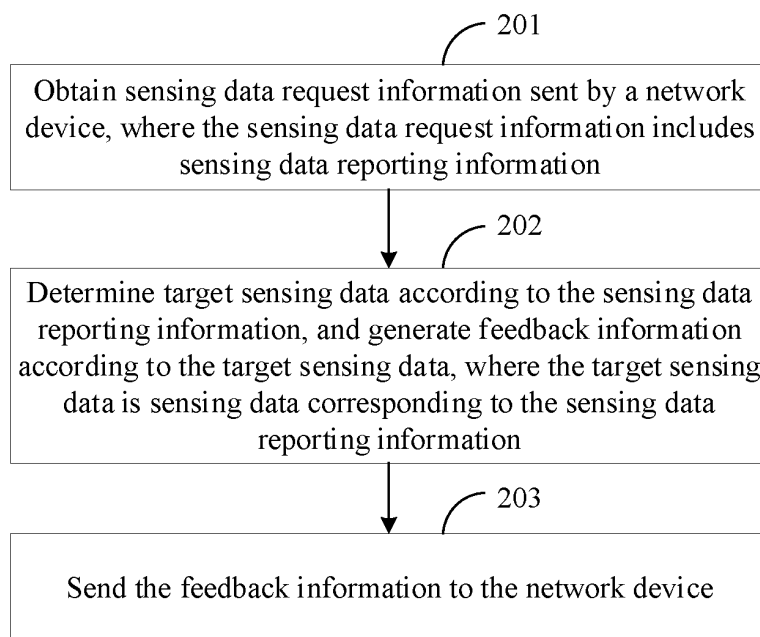 201
Obtain sensing data request information sent by a network
device, where the sensing data request information includes
sensing data reporting information
202
Determine target sensing data according to the sensing data
reporting information, and generate feedback information
according to the target sensing data, where the target sensing
data is sensing data corresponding to the sensing data
reporting information
203
Send the feedback information to the network device